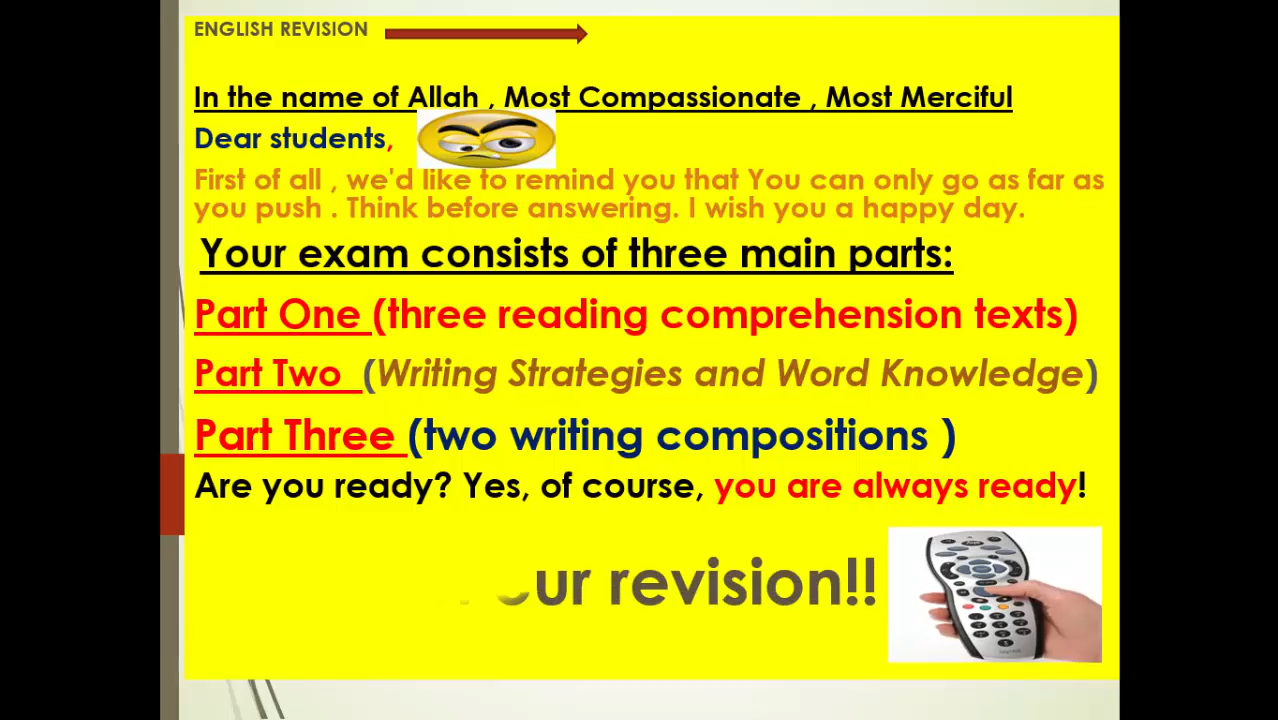 ENGLISH REVISION
In the name of Allah , Most Compassionate , Most Merciful
Dear students,
First of all , we'd like to remind you that You can only go as far as
you push . Think before answering. I wish you a happy day.
Your exam consists of three main parts:
Part One (three reading comprehension texts)
Part Two (Writing Strategies and Word Knowledge)
Part Three (two writing compositions )
Are you ready? Yes, of course, you are always ready!
revision!!